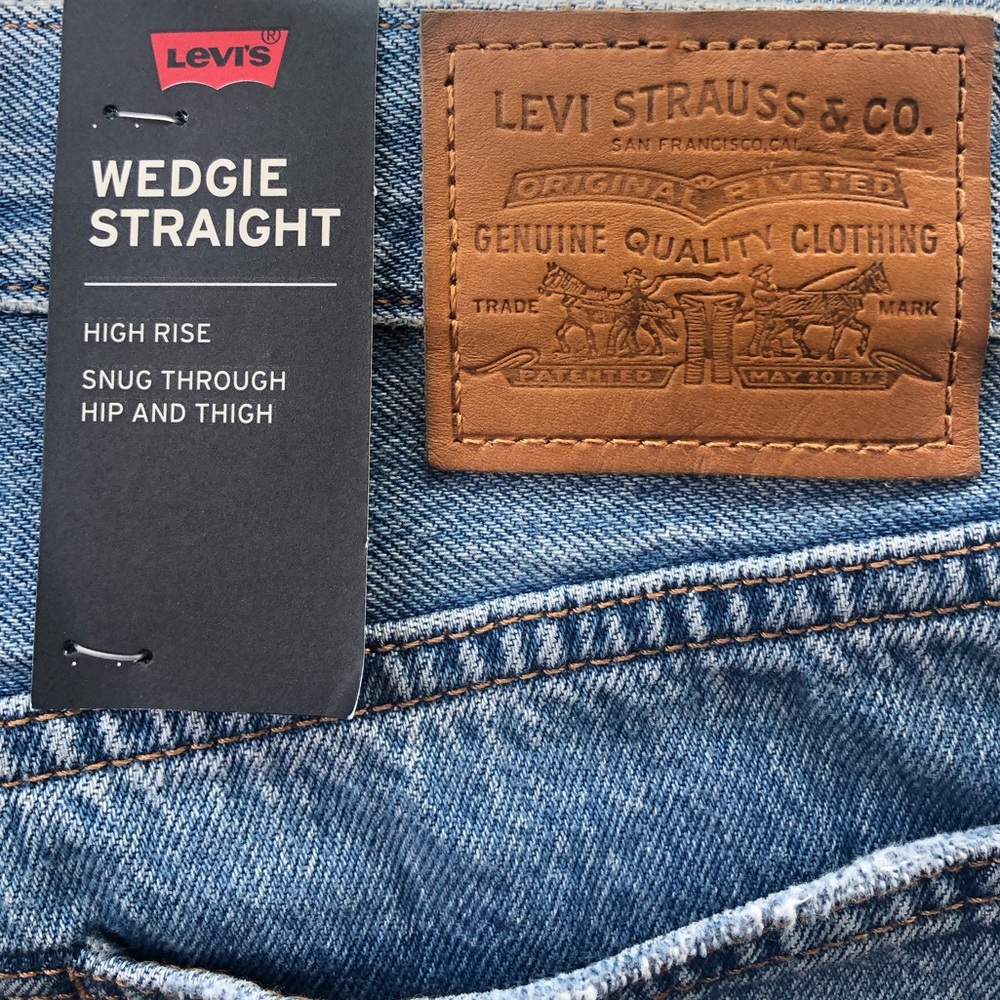 LEVI'S®
WEDGIE
STRAIGHT
HIGH RISE
SNUG THROUGH
HIP AND THIGH
LEVI STRAUSS & CO.
SAN FRANCISCO, CAL.
ORIGINAL RIVETED
GENUINE QUALITY CLOTHING
TRADE MARK
PATENTED MAY 20 1873